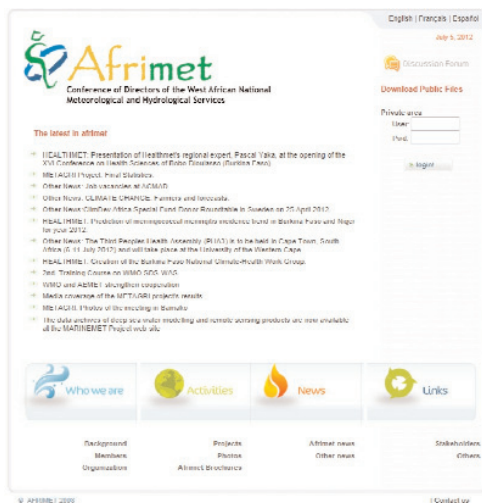 English | Français | Español
July 5, 2012
Afrimet
Conference of Directors of the West African National
Meteorological and Hydrological Services
Discussion Forum
Download Public Files
Private area
User:
Pwd:
login!
The latest in afrimet
HEALTHMET: Presentation of Healthmet's regional expert, Pascal Yaka, at the opening of the
XVI Conference on Health Sciences of Bobo Dioulasso (Burkina Faso)
METAGRI Project. Final Statistics.
Other News: Job vacancies at ACMAD.
Other News: CLIMATE CHANGE: Farmers and forecasts.
Other News: ClimDev Africa Special Fund Donor Roundtable in Sweden on 25 April 2012.
HEALTHMET: Prediction of meningococcal meningitis incidence trend in Burkina Faso and Niger
for year 2012.
Other News: The Third Peoples Health Assembly (PHA3) is to be held in Cape Town, South
Africa (6-11 July 2012) and will take place at the University of the Western Cape.
HEALTHMET: Creation of the Burkina Faso National Climate-Health Work Group.
2nd. Training Course on WMO SDS-WAS.
WMO and AEMET strengthen cooperation
Media coverage of the METAGRI project's results
METAGRI: Photos of the meeting in Bamako
The data archives of deep sea water modelling and remote sensing products are now available
at the MARINEMET Project web site
Who we are
Activities
News
Links
Background
Projects
Afrimet news
Stakeholders
Members
Photos
Other news
Others
Organization
Afrimet Brochures
© AFRIMET 2008
Contact us